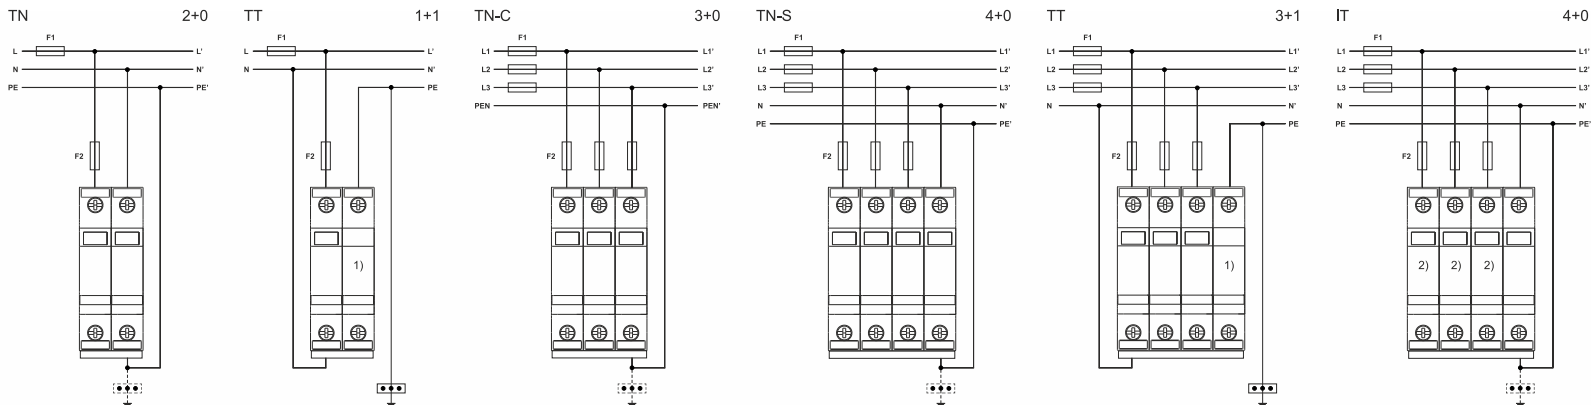 TN 2+0
F1
L L'
N N'
PE PE'
F2
TT 1+1
F1
L L'
N N'
PE
F2
1)
TN-C 3+0
F1
L1 L1'
L2 L2'
L3 L3'
PEN PEN'
F2
TN-S 4+0
F1
L1 L1'
L2 L2'
L3 L3'
N N'
PE PE'
F2
TT 3+1
F1
L1 L1'
L2 L2'
L3 L3'
N N'
PE
F2
1)
IT 4+0
F1
L1 L1'
L2 L2'
L3 L3'
N N'
PE PE'
F2
2) 2) 2)